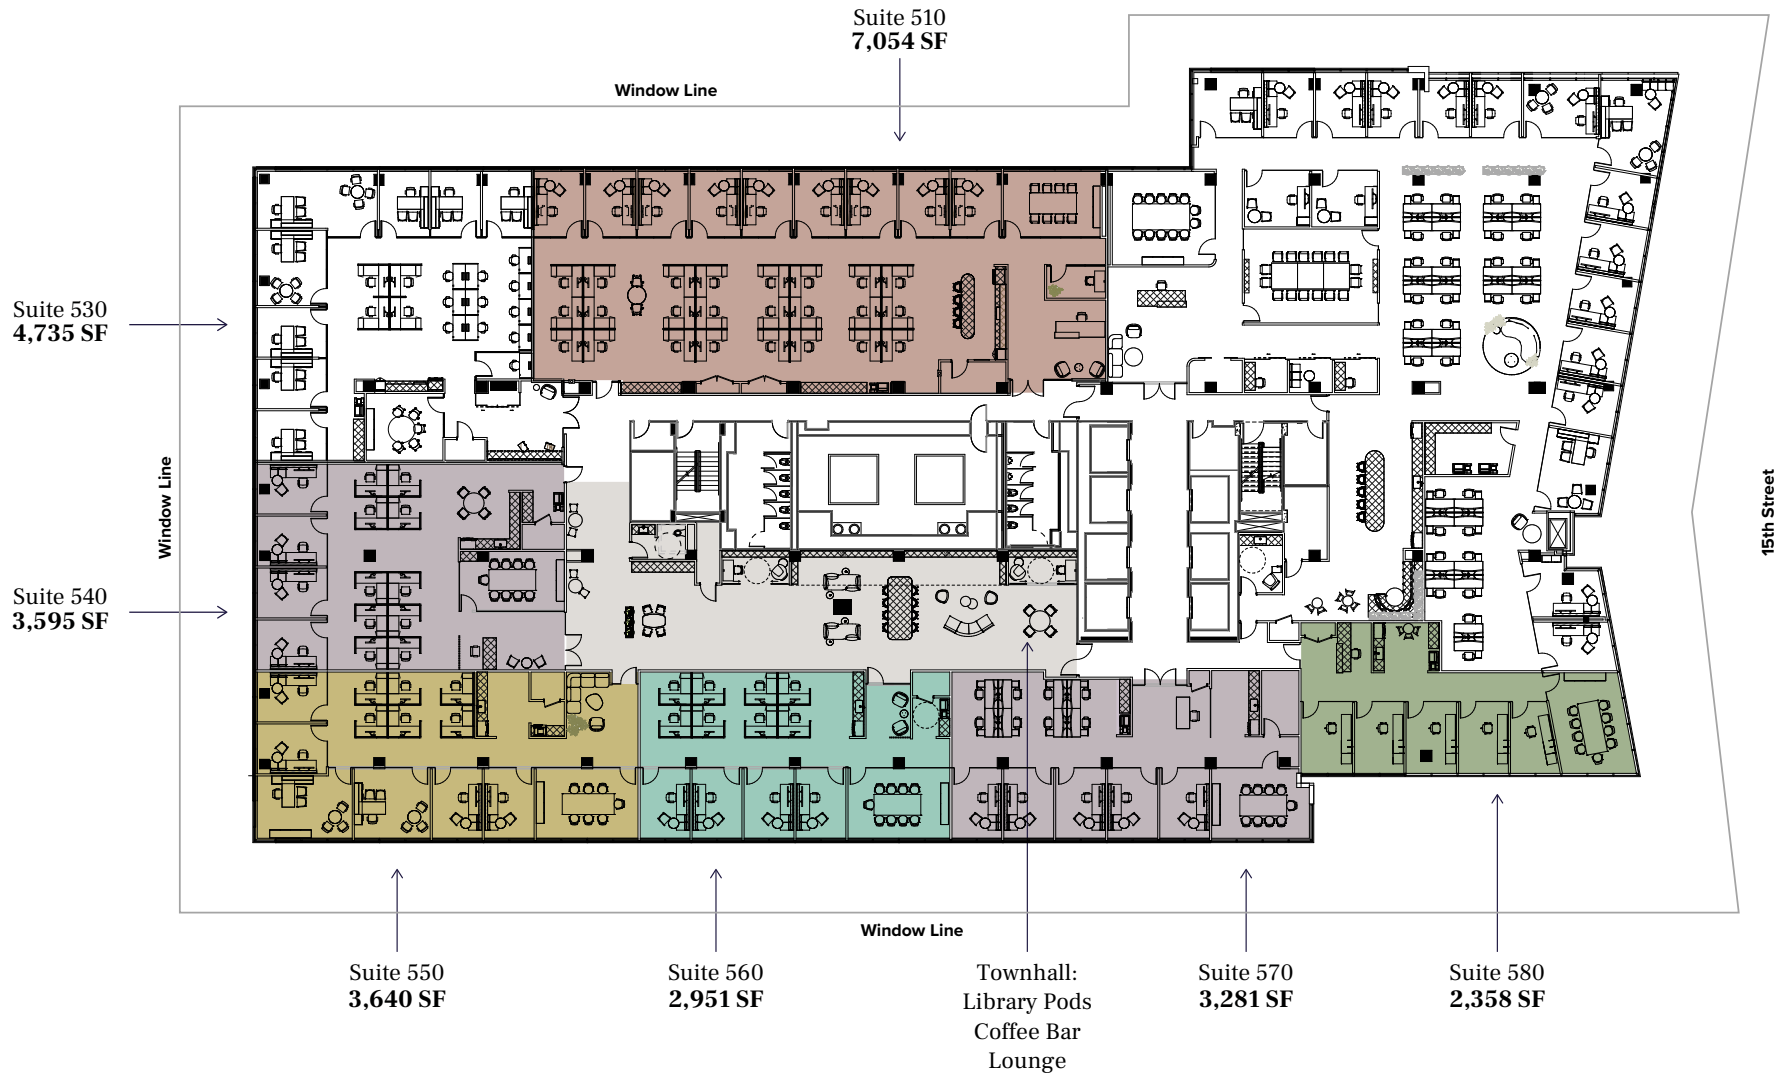 Suite 510
7,054 SF
Window Line
Suite 530
4,735 SF
Window Line
15th Street
Suite 540
3,595 SF
Window Line
Suite 550
3,640 SF
Suite 560
2,951 SF
Townhall:
Library Pods
Coffee Bar
Lounge
Suite 570
3,281 SF
Suite 580
2,358 SF